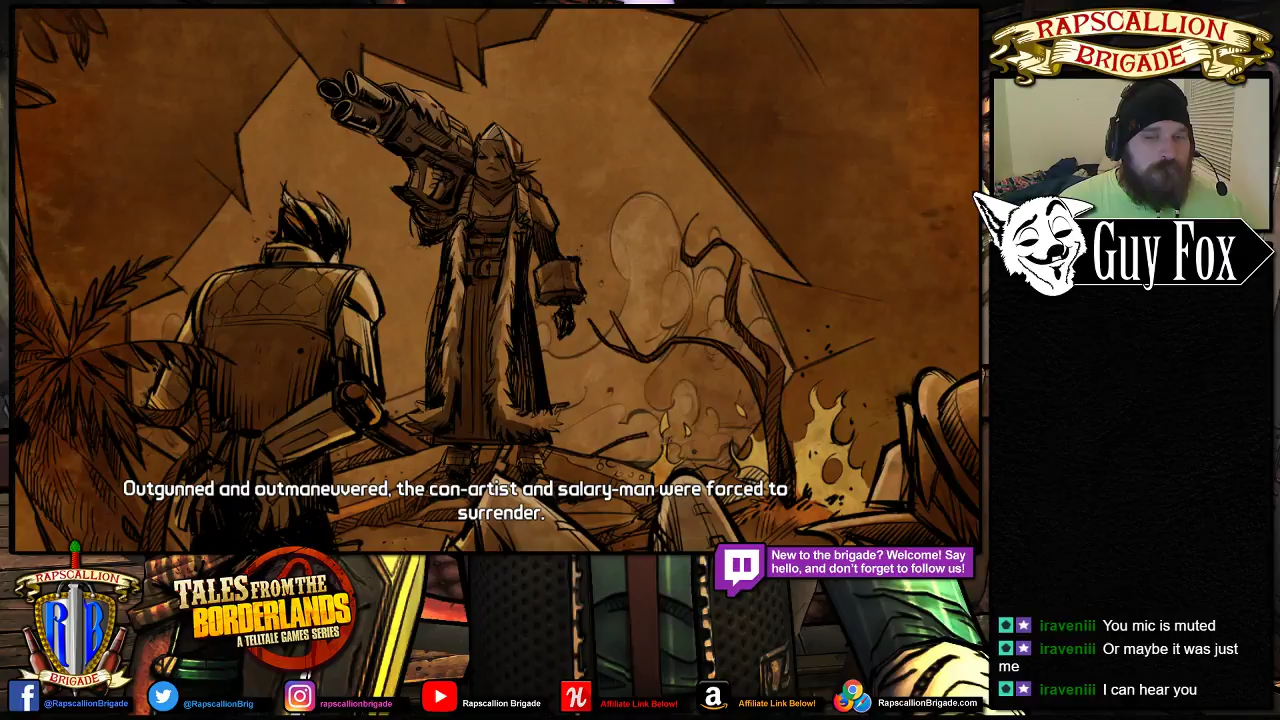 RAPSCALLION
BRIGADE
Guy Fox
Outgunned and outmaneuvered, the con-artist and salary-man were forced to
surrender.
New to the brigade? Welcome! Say
hello, and don't forget to follow us!
RAPSCALLION
RB
BRIGADE
TALES FROM THE
BORDERLANDS
A TELLTALE GAMES SERIES
iraveniii You mic is muted
iraveniii Or maybe it was just
me
iraveniii I can hear you
@RapscallionBrigade
@RapscallionBrig
rapscallionbrigade
Rapscallion Brigade
Affiliate Link Below!
Affiliate Link Below!
RapscallionBrigade.com